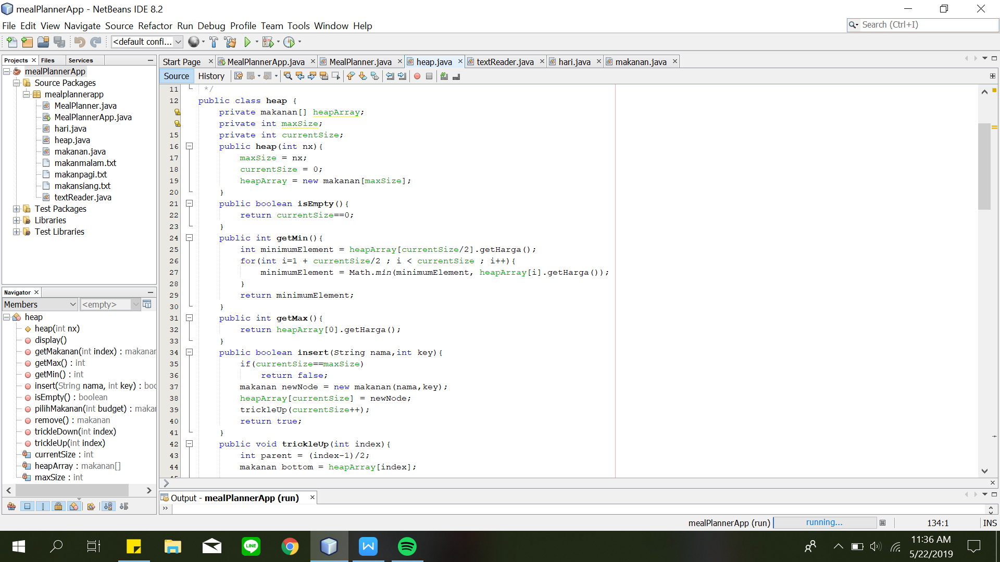 mealPlannerApp - NetBeans IDE 8.2
File Edit View Navigate Source Refactor Run Debug Profile Team Tools Window Help
Search (Ctrl+I)
<default confi...
Projects Files Services
Start Page MealPlannerApp.java MealPlanner.java heap.java textReader.java hari.java makanan.java
Source History
mealPlannerApp
Source Packages
mealplannerapp
MealPlanner.java
MealPlannerApp.java
hari.java
heap.java
makanan.java
makanmalam.txt
makanpagi.txt
makansiang.txt
textReader.java
Test Packages
Libraries
Test Libraries
Navigator
Members <empty>
heap
heap(int nx)
display()
getMakanan(int index) : makanan
getMax() : int
getMin() : int
insert(String nama, int key) : boo
isEmpty() : boolean
pilihMakanan(int budget) : makan
remove() : makanan
trickleDown(int index)
trickleUp(int index)
currentSize : int
heapArray : makanan[]
maxSize : int
11 */
12 public class heap {
private makanan[] heapArray;
private int maxSize;
15 private int currentSize;
16 public heap(int nx){
17 maxSize = nx;
18 currentSize = 0;
19 heapArray = new makanan[maxSize];
20 }
21 public boolean isEmpty(){
22 return currentSize==0;
23 }
24 public int getMin(){
25 int minimumElement = heapArray[currentSize/2].getHarga();
26 for(int i=1 + currentSize/2 ; i < currentSize ; i++){
27 minimumElement = Math.min(minimumElement, heapArray[i].getHarga());
28 }
29 return minimumElement;
30 }
31 public int getMax(){
32 return heapArray[0].getHarga();
33 }
34 public boolean insert(String nama,int key){
35 if(currentSize==maxSize)
36 return false;
37 makanan newNode = new makanan(nama,key);
38 heapArray[currentSize] = newNode;
39 trickleUp(currentSize++);
40 return true;
41 }
42 public void trickleUp(int index){
43 int parent = (index-1)/2;
44 makanan bottom = heapArray[index];
Output - mealPlannerApp (run)
mealPlannerApp (run) running... 134:1 INS
LINE
11:36 AM
5/22/2019